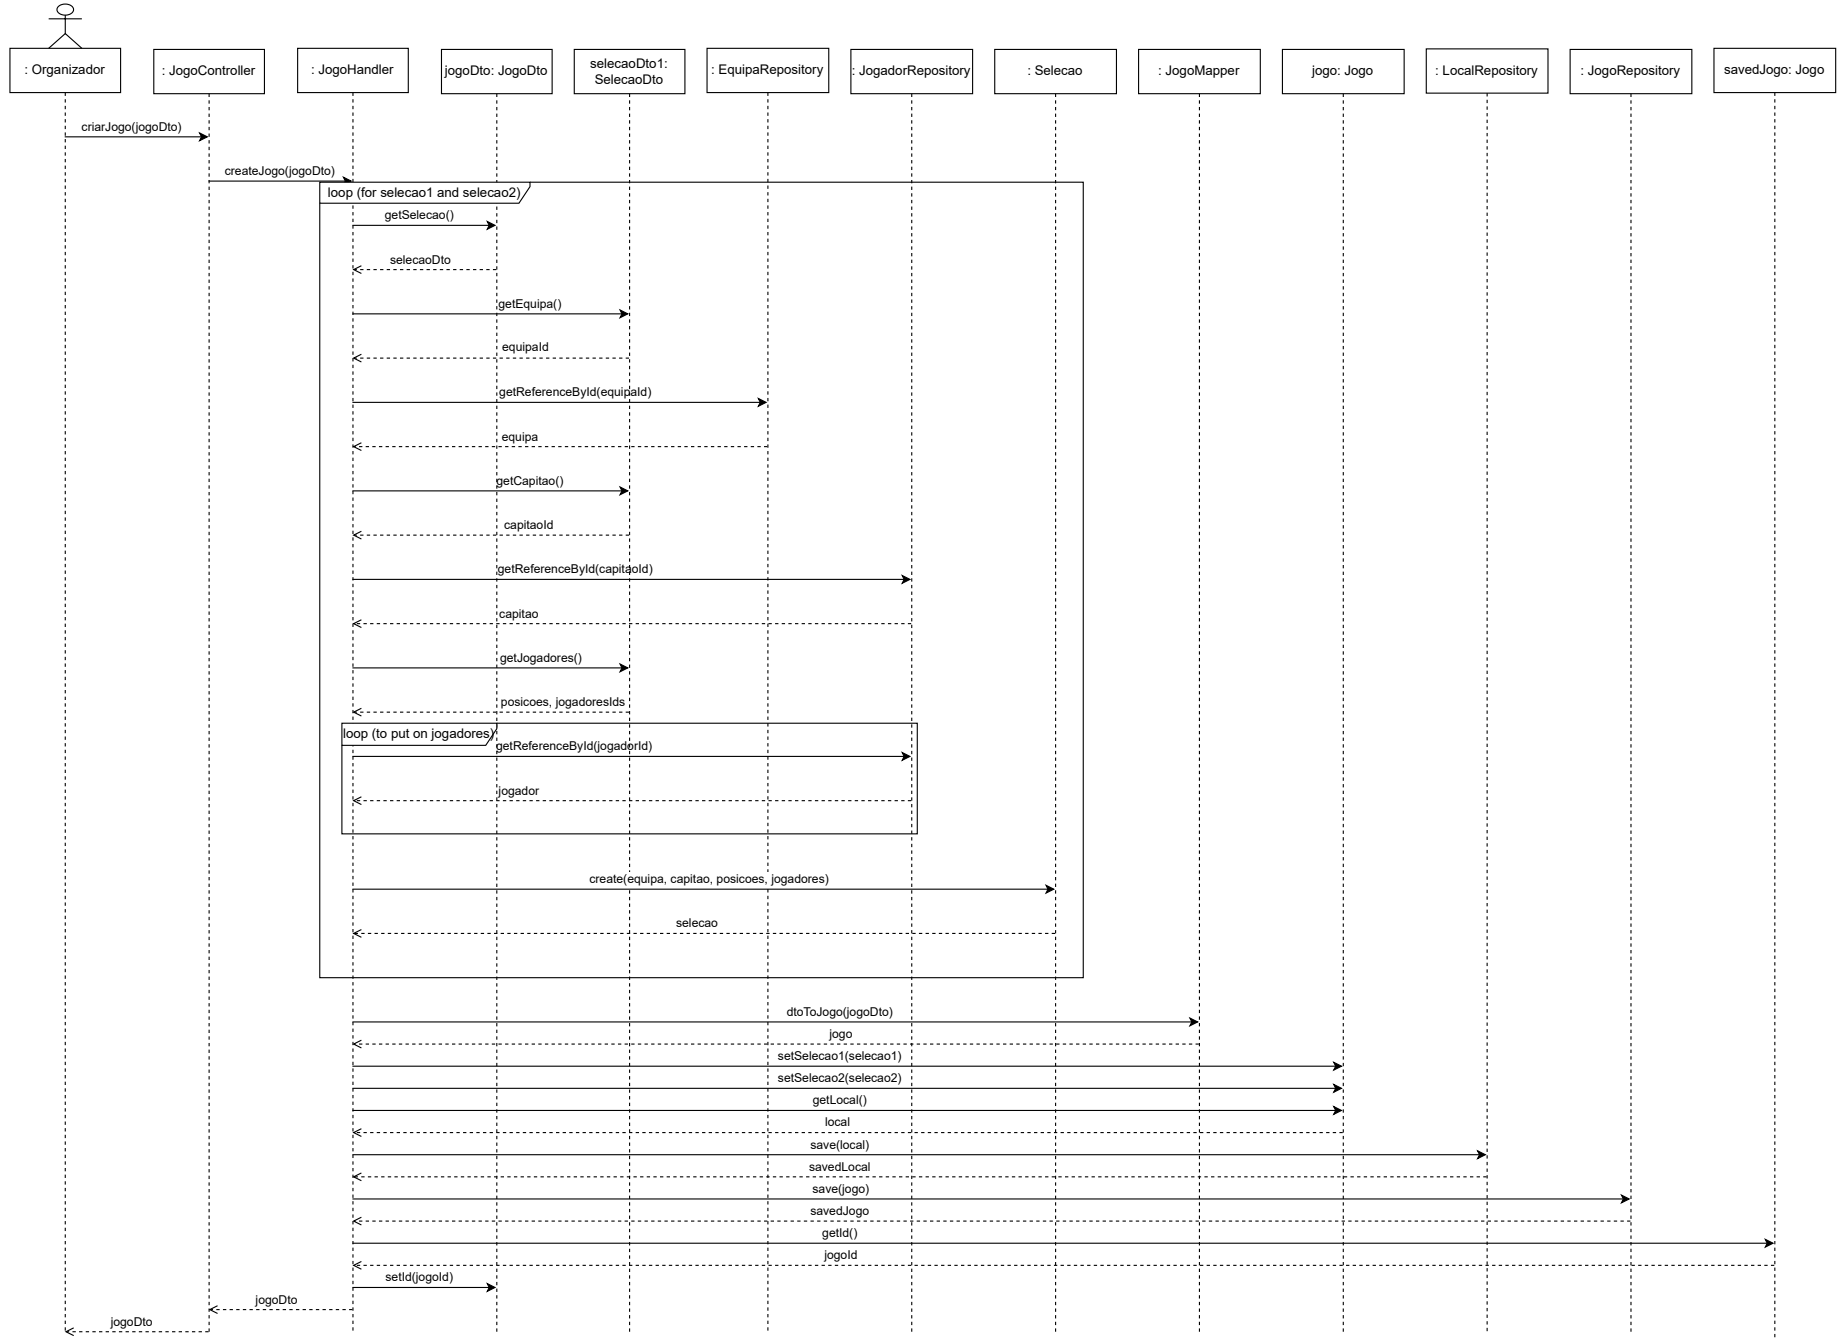 : Organizador
: JogoController
: JogoHandler
jogoDto: JogoDto
selecaoDto1:
SelecaoDto
: EquipaRepository
: JogadorRepository
: Selecao
: JogoMapper
jogo: Jogo
: LocalRepository
: JogoRepository
savedJogo: Jogo
criarJogo(jogoDto)
createJogo(jogoDto)
loop (for selecao1 and selecao2)
getSelecao()
selecaoDto
getEquipa()
equipaId
getReferenceById(equipaId)
equipa
getCapitao()
capitaoId
getReferenceById(capitaoId)
capitao
getJogadores()
posicoes, jogadoresIds
loop (to put on jogadores)
getReferenceById(jogadorId)
jogador
create(equipa, capitao, posicoes, jogadores)
selecao
dtoToJogo(jogoDto)
jogo
setSelecao1(selecao1)
setSelecao2(selecao2)
getLocal()
local
save(local)
savedLocal
save(jogo)
savedJogo
getId()
jogoId
setId(jogoId)
jogoDto
jogoDto